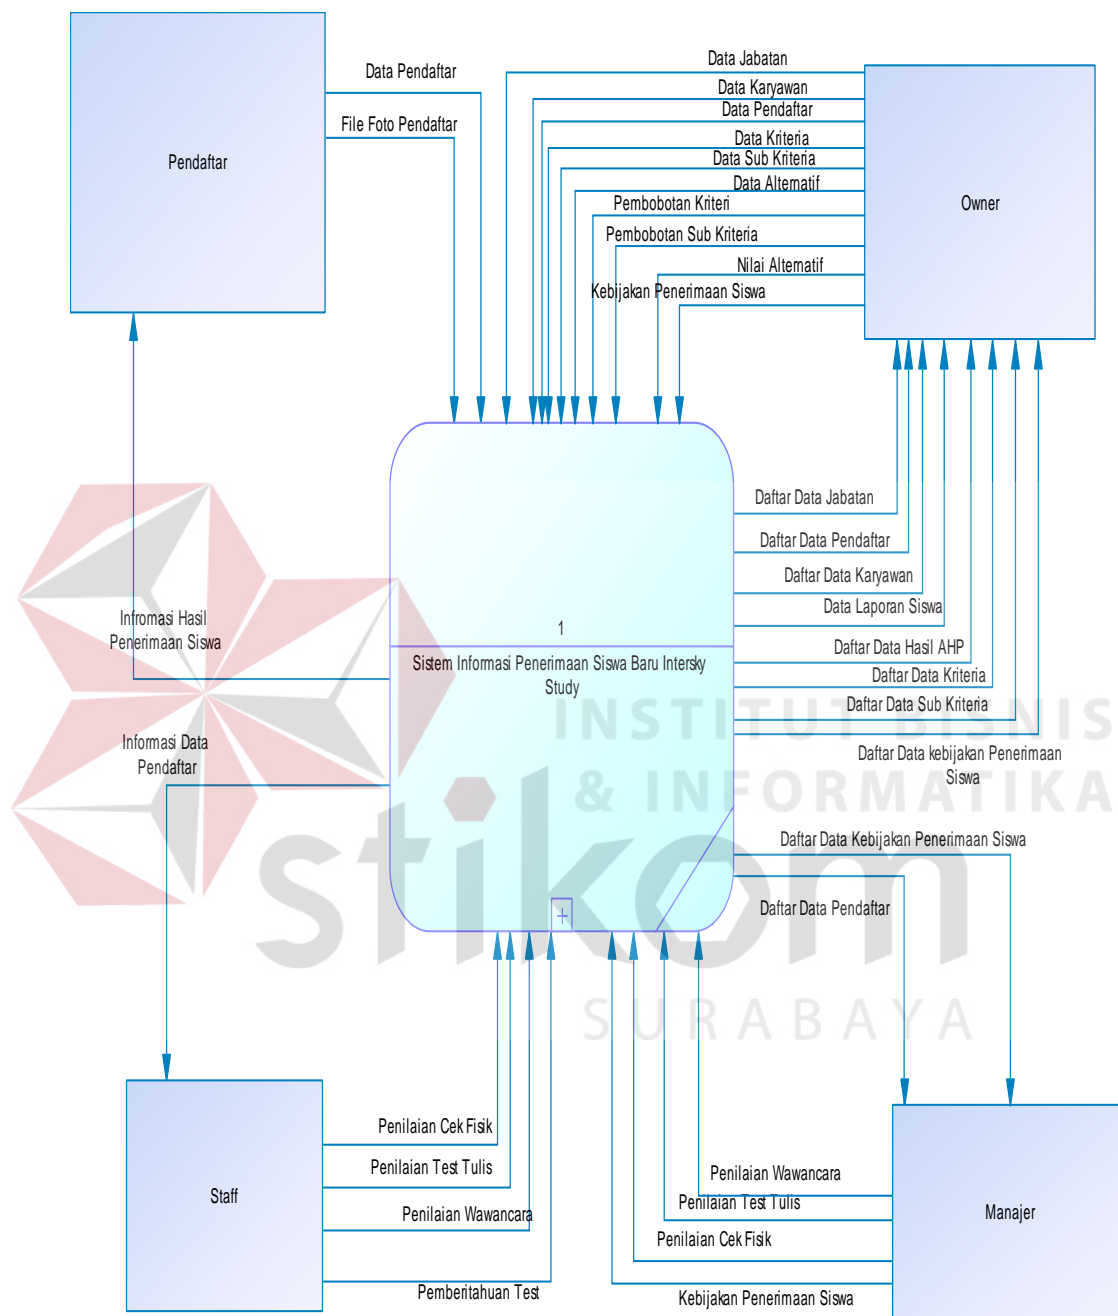 Pendaftar
Data Pendaftar
File Foto Pendaftar
Data Jabatan
Data Karyawan
Data Pendaftar
Data Kriteria
Data Sub Kriteria
Data Alternatif
Pembobotan Kriteri
Pembobotan Sub Kriteria
Nilai Alternatif
Kebijakan Penerimaan Siswa
Owner
Daftar Data Jabatan
Daftar Data Pendaftar
Daftar Data Karyawan
Data Laporan Siswa
Daftar Data Hasil AHP
Daftar Data Kriteria
Daftar Data Sub Kriteria
Daftar Data kebijakan Penerimaan
Siswa
Infromasi Hasil
Penerimaan Siswa
1
Sistem Informasi Penerimaan Siswa Baru Intersky
Study
Informasi Data
Pendaftar
INSTITUT BISNIS
& INFORMATIKA
stikom
SURABAYA
Daftar Data Kebijakan Penerimaan Siswa
Daftar Data Pendaftar
+
Staff
Penilaian Cek Fisik
Penilaian Test Tulis
Penilaian Wawancara
Pemberitahuan Test
Penilaian Wawancara
Penilaian Test Tulis
Penilaian Cek Fisik
Kebijakan Penerimaan Siswa
Manajer